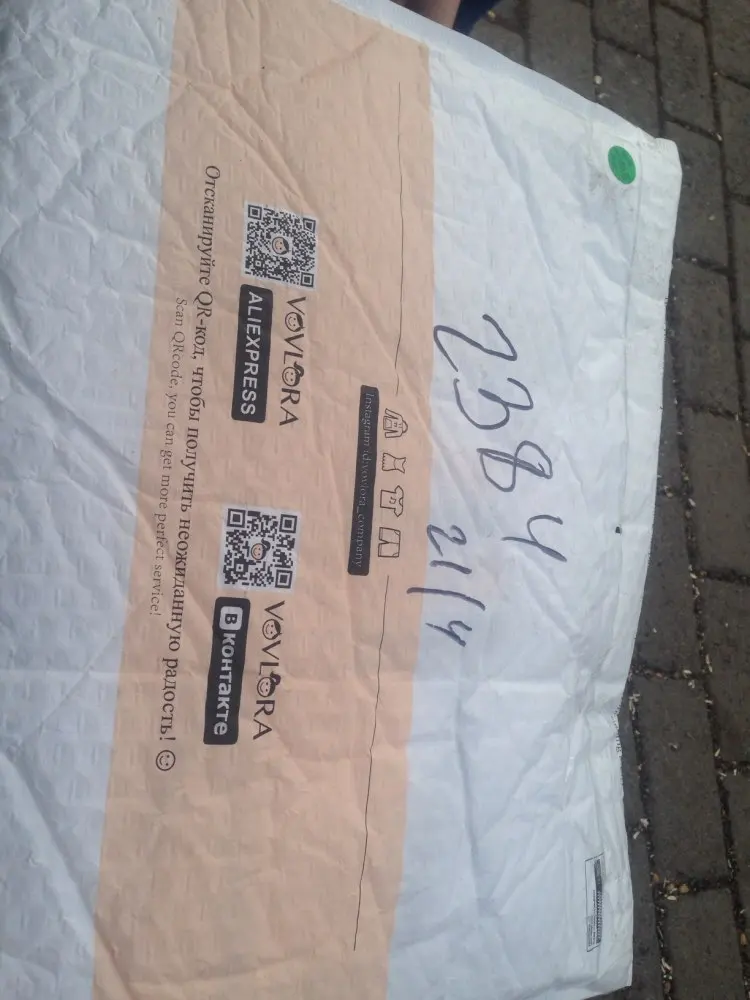 2384
21/4
Instagram id:vovlora_company
VOVLORA
ALIEXPRESS
VOVLORA
В контакте
Отсканируйте QR-код, чтобы получить неожиданную радость!
Scan QRcode, you can get more perfect service!